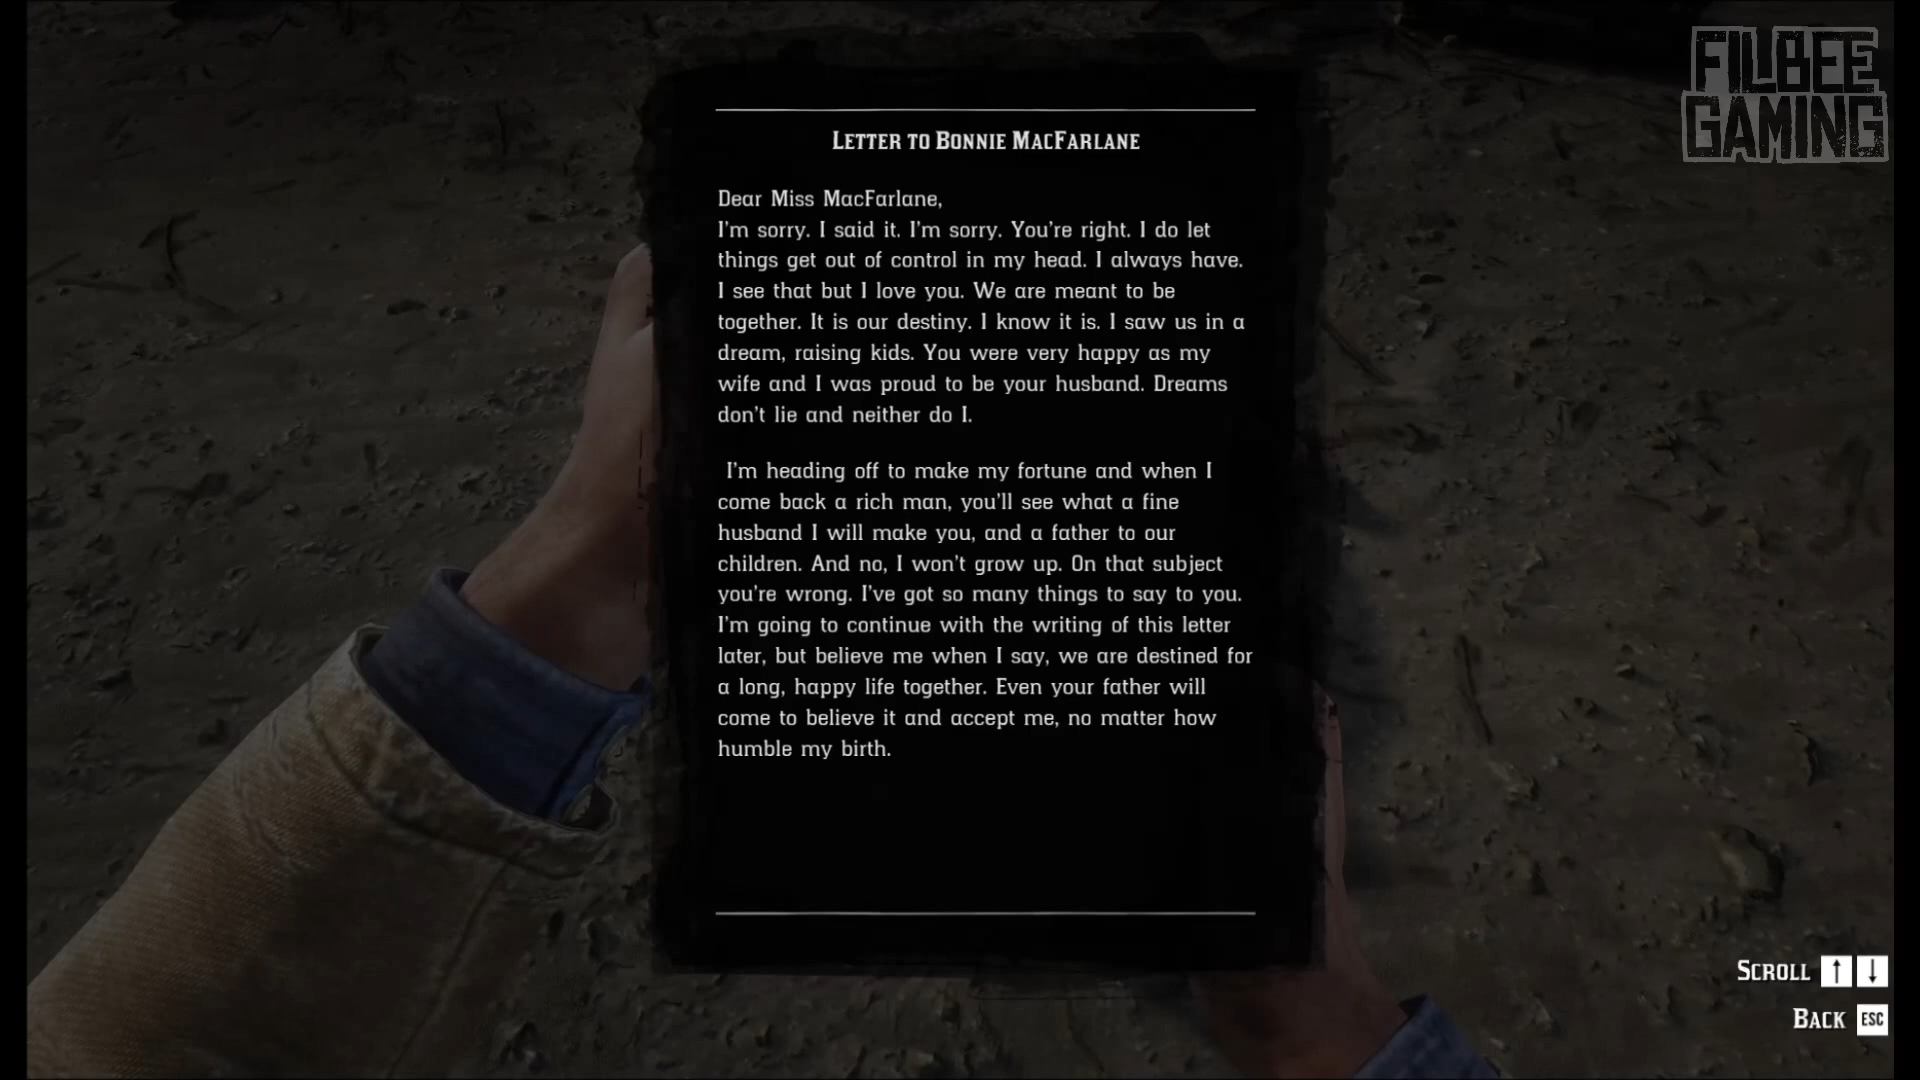 FILBEE
GAMING
LETTER TO BONNIE MACFARLANE
Dear Miss MacFarlane,
I'm sorry. I said it. I'm sorry. You're right. I do let
things get out of control in my head. I always have.
I see that but I love you. We are meant to be
together. It is our destiny. I know it is. I saw us in a
dream, raising kids. You were very happy as my
wife and I was proud to be your husband. Dreams
don't lie and neither do I.
I'm heading off to make my fortune and when I
come back a rich man, you'll see what a fine
husband I will make you, and a father to our
children. And no, I won't grow up. On that subject
you're wrong. I've got so many things to say to you.
I'm going to continue with the writing of this letter
later, but believe me when I say, we are destined for
a long, happy life together. Even your father will
come to believe it and accept me, no matter how
humble my birth.
SCROLL ↑ ↓
BACK ESC